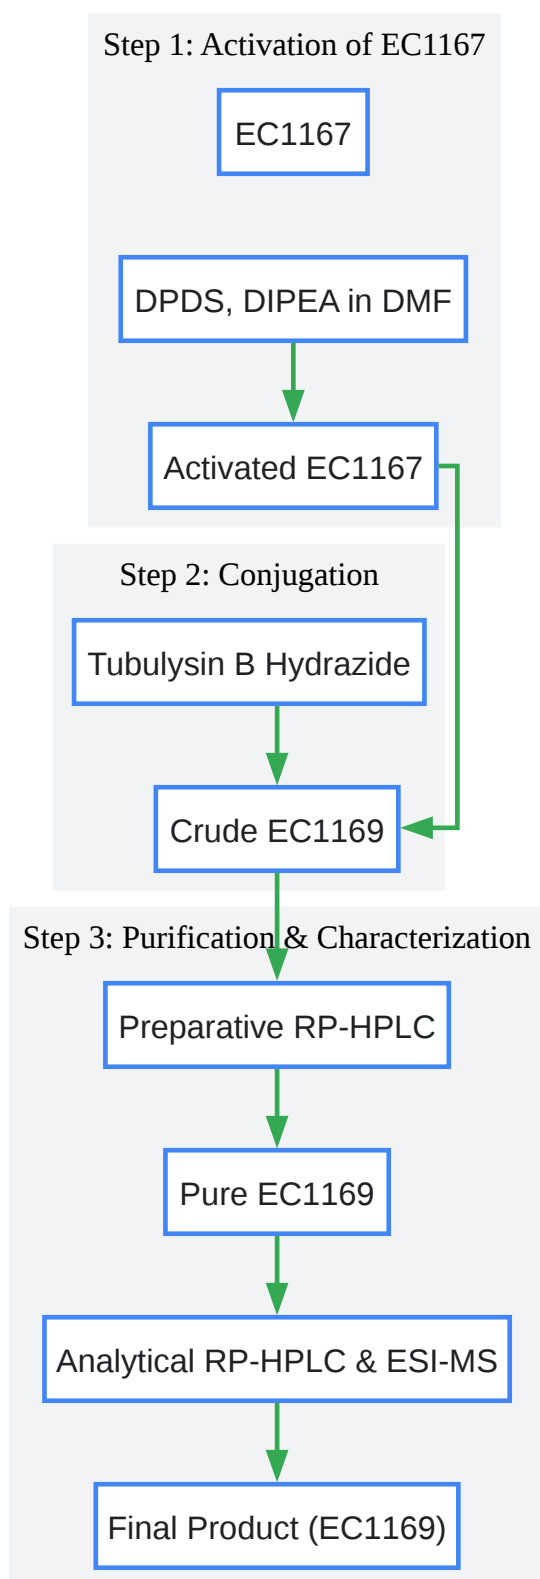 Step 1: Activation of EC1167
EC1167
DPDS, DIPEA in DMF
Activated EC1167
Step 2: Conjugation
Tubulysin B Hydrazide
Crude EC1169
Step 3: Purification & Characterization
Preparative RP-HPLC
Pure EC1169
Analytical RP-HPLC & ESI-MS
Final Product (EC1169)